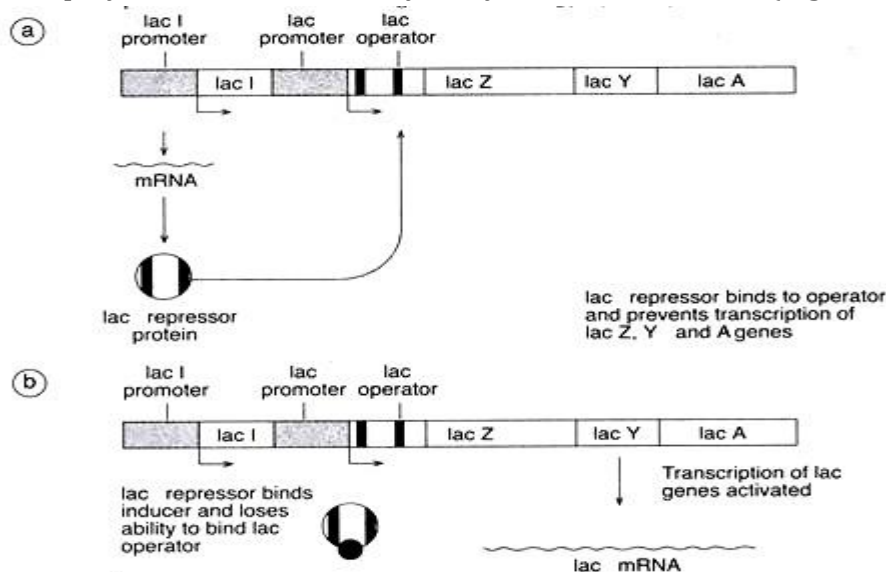 a
lac I
promoter
lac
promoter
lac
operator
lac I
lac Z
lac Y
lac A
mRNA
lac repressor
protein
lac repressor binds to operator
and prevents transcription of
lac Z, Y and A genes
b
lac I
promoter
lac
promoter
lac
operator
lac I
lac Z
lac Y
lac A
lac repressor binds
inducer and loses
ability to bind lac
operator
Transcription of lac
genes activated
lac mRNA